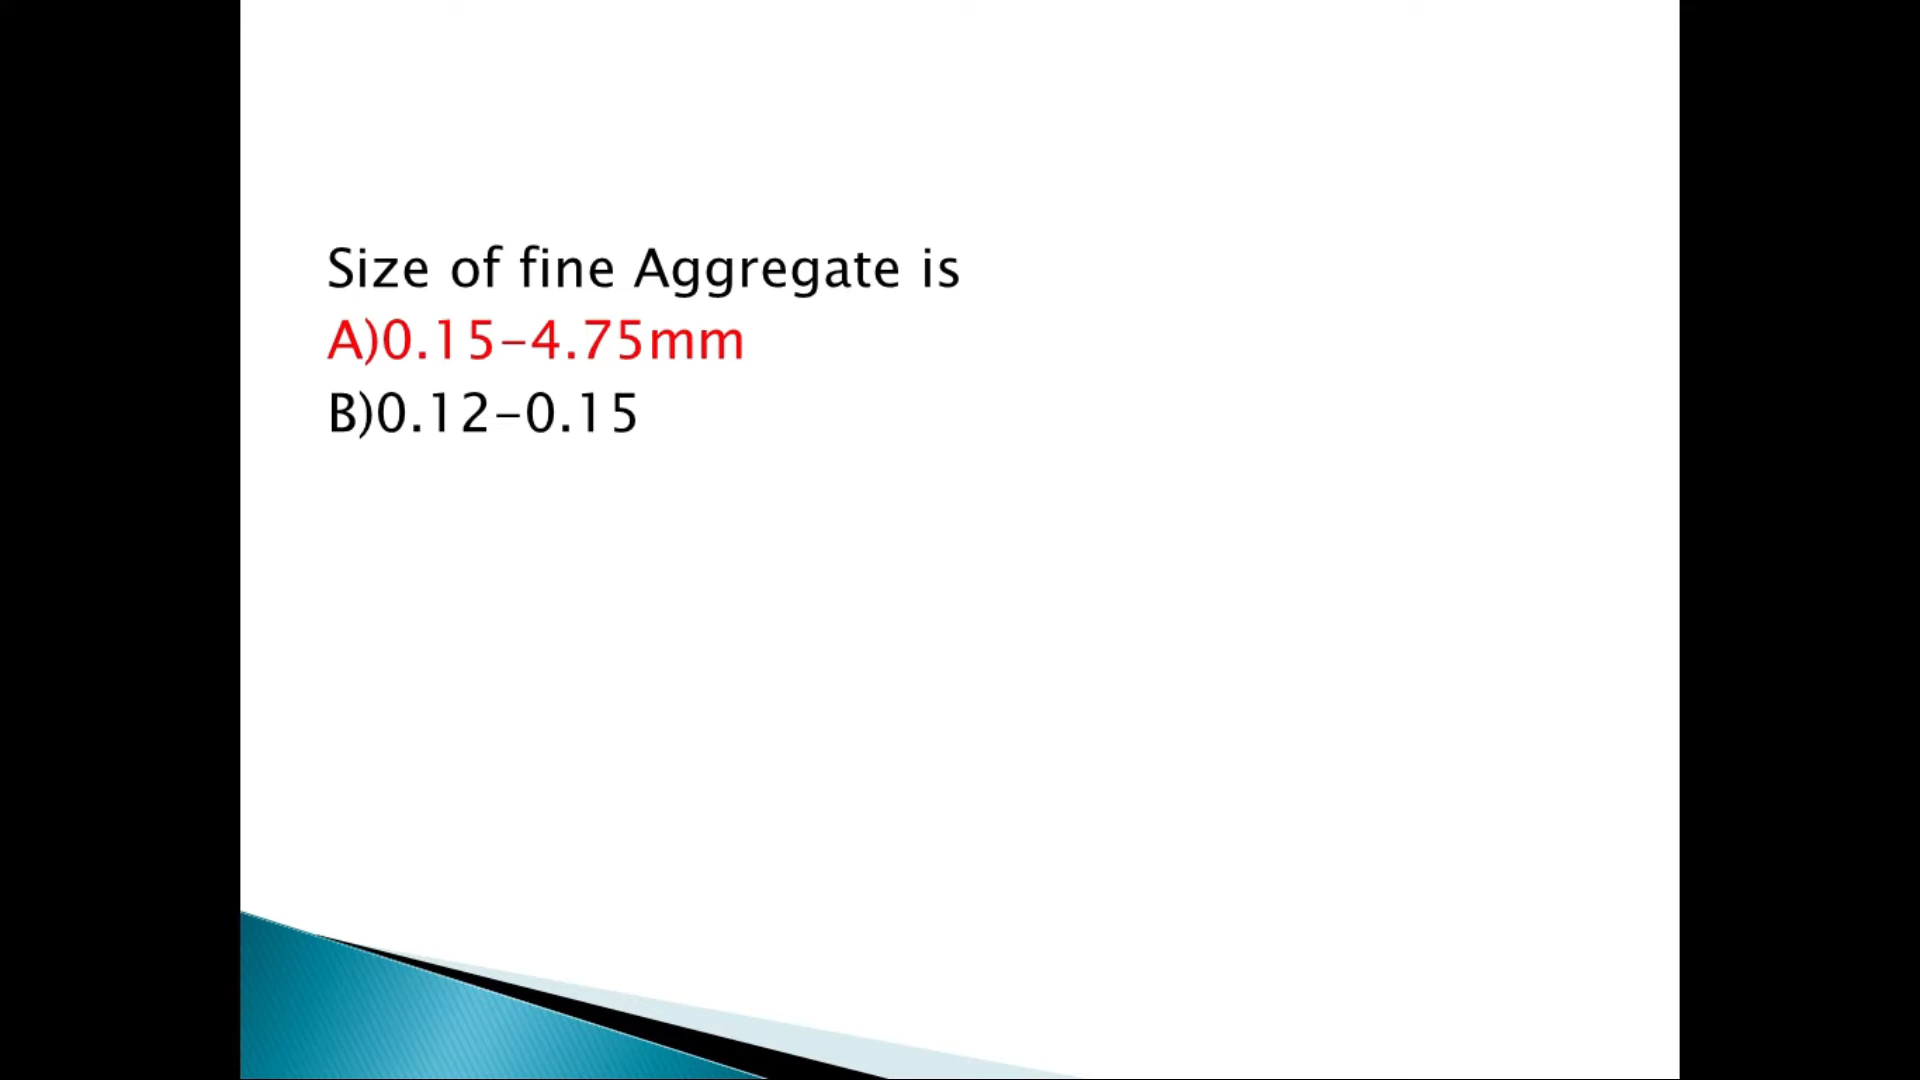 Size of fine Aggregate is
A)0.15-4.75mm
B)0.12-0.15